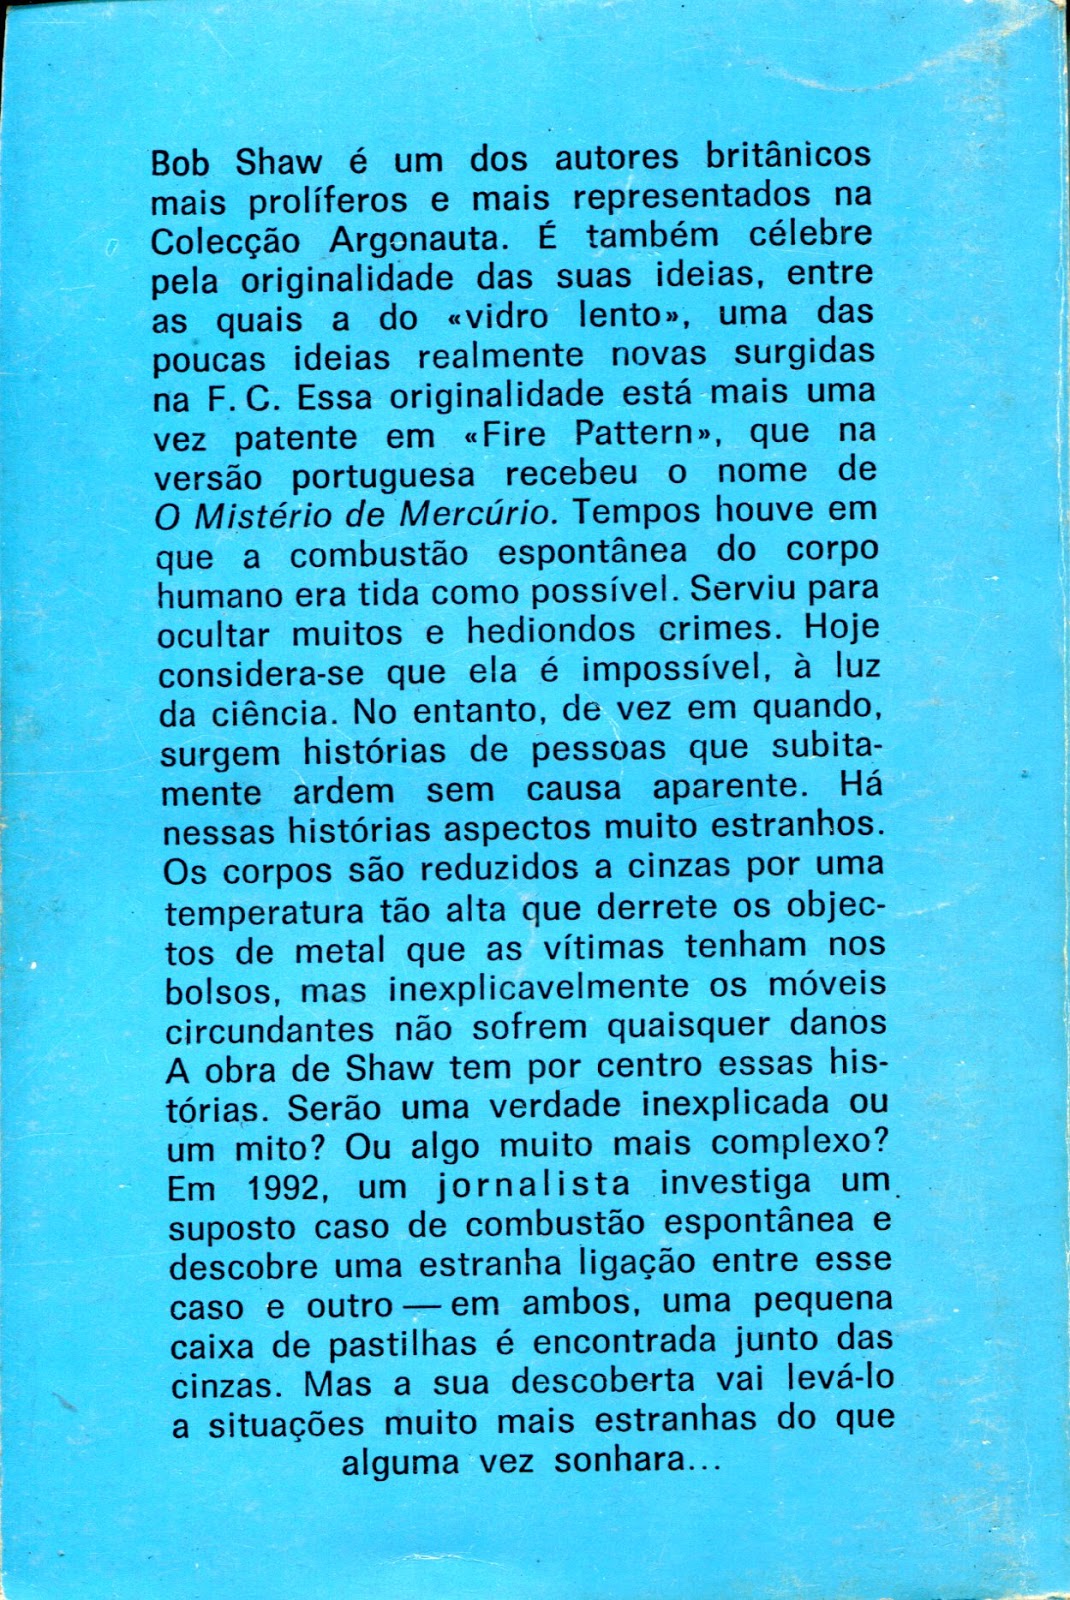 Bob Shaw é um dos autores britânicos
mais prolíferos e mais representados na
Colecção Argonauta. É também célebre
pela originalidade das suas ideias, entre
as quais a do «vidro lento», uma das
poucas ideias realmente novas surgidas
na F. C. Essa originalidade está mais uma
vez patente em «Fire Pattern», que na
versão portuguesa recebeu o nome de
O Mistério de Mercúrio. Tempos houve em
que a combustão espontânea do corpo
humano era tida como possível. Serviu para
ocultar muitos e hediondos crimes. Hoje
considera-se que ela é impossível, à luz
da ciência. No entanto, de vez em quando,
surgem histórias de pessoas que subita-
mente ardem sem causa aparente. Há
nessas histórias aspectos muito estranhos.
Os corpos são reduzidos a cinzas por uma
temperatura tão alta que derrete os objec-
tos de metal que as vítimas tenham nos
bolsos, mas inexplicavelmente os móveis
circundantes não sofrem quaisquer danos
A obra de Shaw tem por centro essas his-
tórias. Serão uma verdade inexplicada ou
um mito? Ou algo muito mais complexo?
Em 1992, um jornalista investiga um
suposto caso de combustão espontânea e
descobre uma estranha ligação entre esse
caso e outro — em ambos, uma pequena
caixa de pastilhas é encontrada junto das
cinzas. Mas a sua descoberta vai levá-lo
a situações muito mais estranhas do que
alguma vez sonhara...